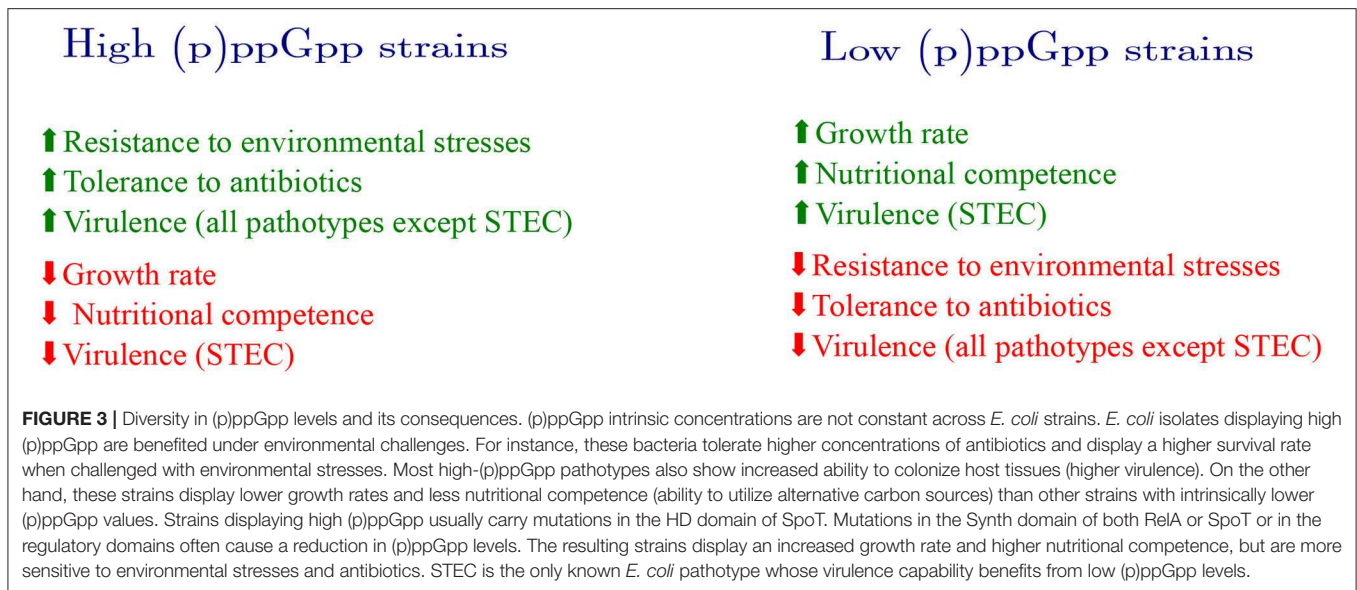 High (p)ppGpp strains
⬆Resistance to environmental stresses
⬆Tolerance to antibiotics
⬆Virulence (all pathotypes except STEC)
⬇Growth rate
⬇ Nutritional competence
⬇Virulence (STEC)
Low (p)ppGpp strains
⬆Growth rate
⬆Nutritional competence
⬆Virulence (STEC)
⬇Resistance to environmental stresses
⬇Tolerance to antibiotics
⬇Virulence (all pathotypes except STEC)
FIGURE 3 | Diversity in (p)ppGpp levels and its consequences. (p)ppGpp intrinsic concentrations are not constant across E. coli strains. E. coli isolates displaying high
(p)ppGpp are benefited under environmental challenges. For instance, these bacteria tolerate higher concentrations of antibiotics and display a higher survival rate
when challenged with environmental stresses. Most high-(p)ppGpp pathotypes also show increased ability to colonize host tissues (higher virulence). On the other
hand, these strains display lower growth rates and less nutritional competence (ability to utilize alternative carbon sources) than other strains with intrinsically lower
(p)ppGpp values. Strains displaying high (p)ppGpp usually carry mutations in the HD domain of SpoT. Mutations in the Synth domain of both RelA or SpoT or in the
regulatory domains often cause a reduction in (p)ppGpp levels. The resulting strains display an increased growth rate and higher nutritional competence, but are more
sensitive to environmental stresses and antibiotics. STEC is the only known E. coli pathotype whose virulence capability benefits from low (p)ppGpp levels.